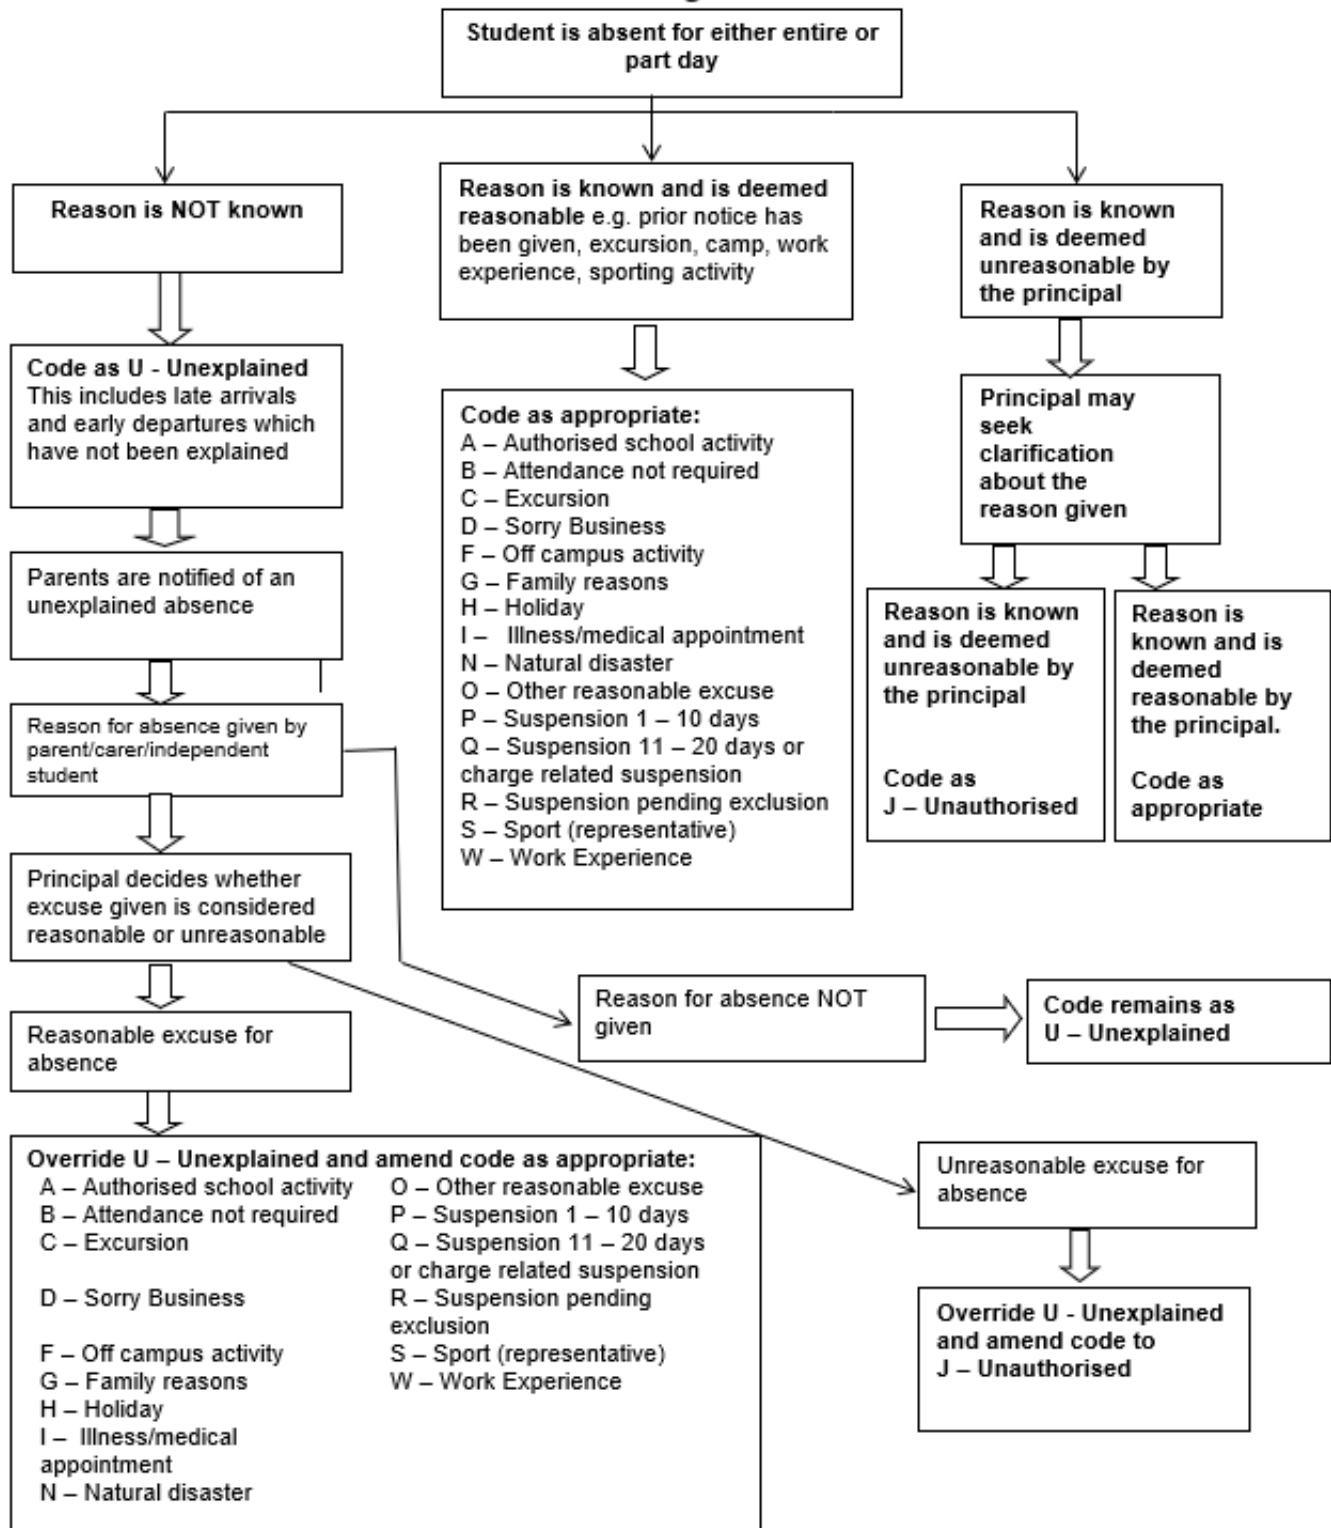 Student is absent for either entire or
part day
Reason is NOT known
Reason is known and is deemed
reasonable e.g. prior notice has
been given, excursion, camp, work
experience, sporting activity
Reason is known
and is deemed
unreasonable by
the principal
Code as U - Unexplained
This includes late arrivals
and early departures which
have not been explained
Code as appropriate:
A – Authorised school activity
B – Attendance not required
C – Excursion
D – Sorry Business
F – Off campus activity
G – Family reasons
H – Holiday
I – Illness/medical appointment
N – Natural disaster
O – Other reasonable excuse
P – Suspension 1 – 10 days
Q – Suspension 11 – 20 days or
charge related suspension
R – Suspension pending exclusion
S – Sport (representative)
W – Work Experience
Principal may
seek
clarification
about the
reason given
Parents are notified of an
unexplained absence
Reason is known
and is deemed
unreasonable by
the principal
Code as
J – Unauthorised
Reason is
known and is
deemed
reasonable by
the principal.
Code as
appropriate
Reason for absence given by
parent/carer/independent
student
Principal decides whether
excuse given is considered
reasonable or unreasonable
Reason for absence NOT
given
Code remains as
U – Unexplained
Reasonable excuse for
absence
Override U – Unexplained and amend code as appropriate:
A – Authorised school activity
B – Attendance not required
C – Excursion
D – Sorry Business
F – Off campus activity
G – Family reasons
H – Holiday
I – Illness/medical
appointment
N – Natural disaster
O – Other reasonable excuse
P – Suspension 1 – 10 days
Q – Suspension 11 – 20 days
or charge related suspension
R – Suspension pending
exclusion
S – Sport (representative)
W – Work Experience
Unreasonable excuse for
absence
Override U - Unexplained
and amend code to
J – Unauthorised